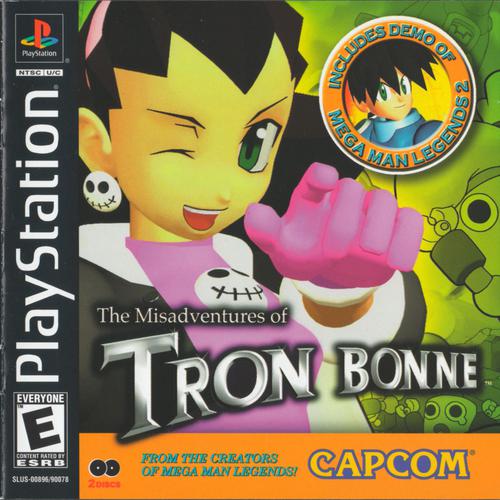 PlayStation
NTSC U/C
PlayStation
INCLUDES DEMO OF
MEGA MAN LEGENDS 2
The Misadventures of
TRON BONNE™
EVERYONE
E
CONTENT RATED BY
ESRB
SLUS-00896/90078
2 DISCS
FROM THE CREATORS
OF MEGA MAN LEGENDS!
CAPCOM®